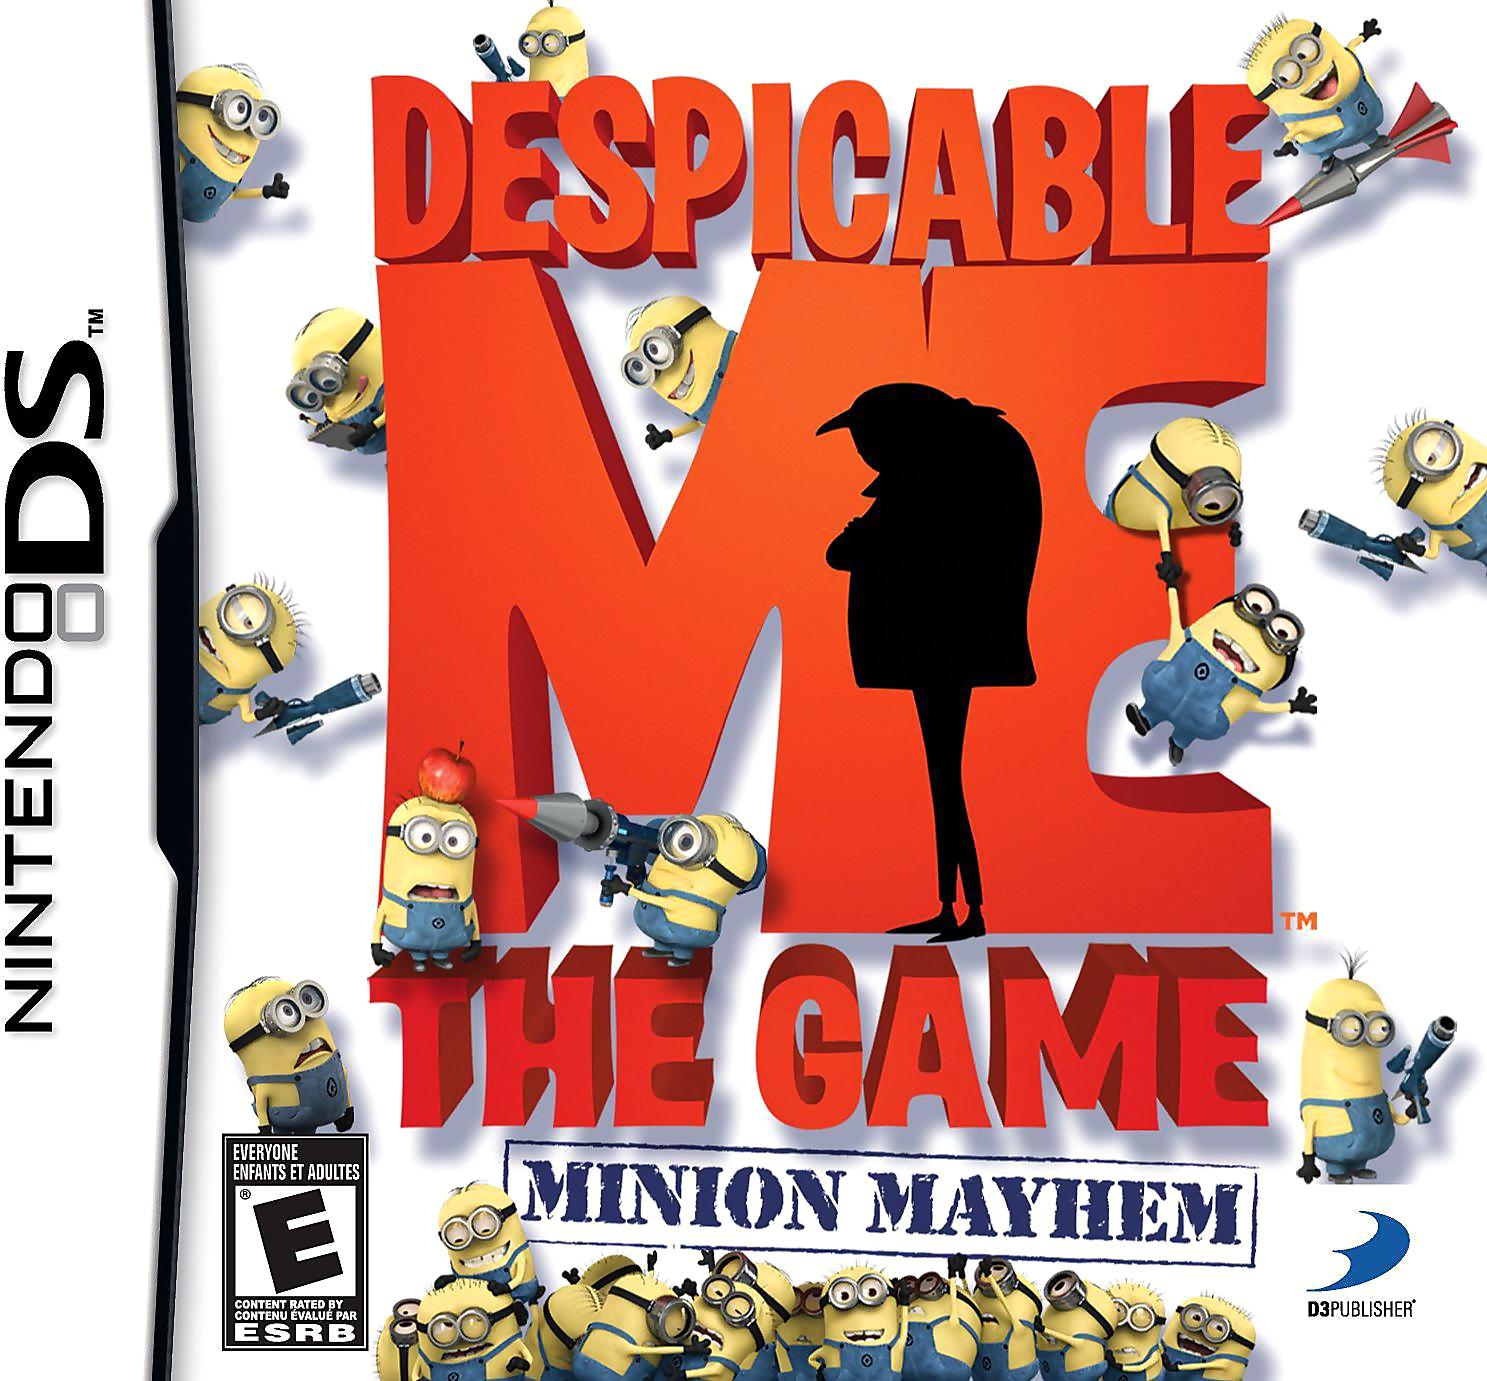 NINTENDO DS™
DESPICABLE
ME™
THE GAME
MINION MAYHEM
EVERYONE
ENFANTS ET ADULTES
®
E
CONTENT RATED BY
CONTENU ÉVALUÉ PAR
ESRB
D3PUBLISHER®